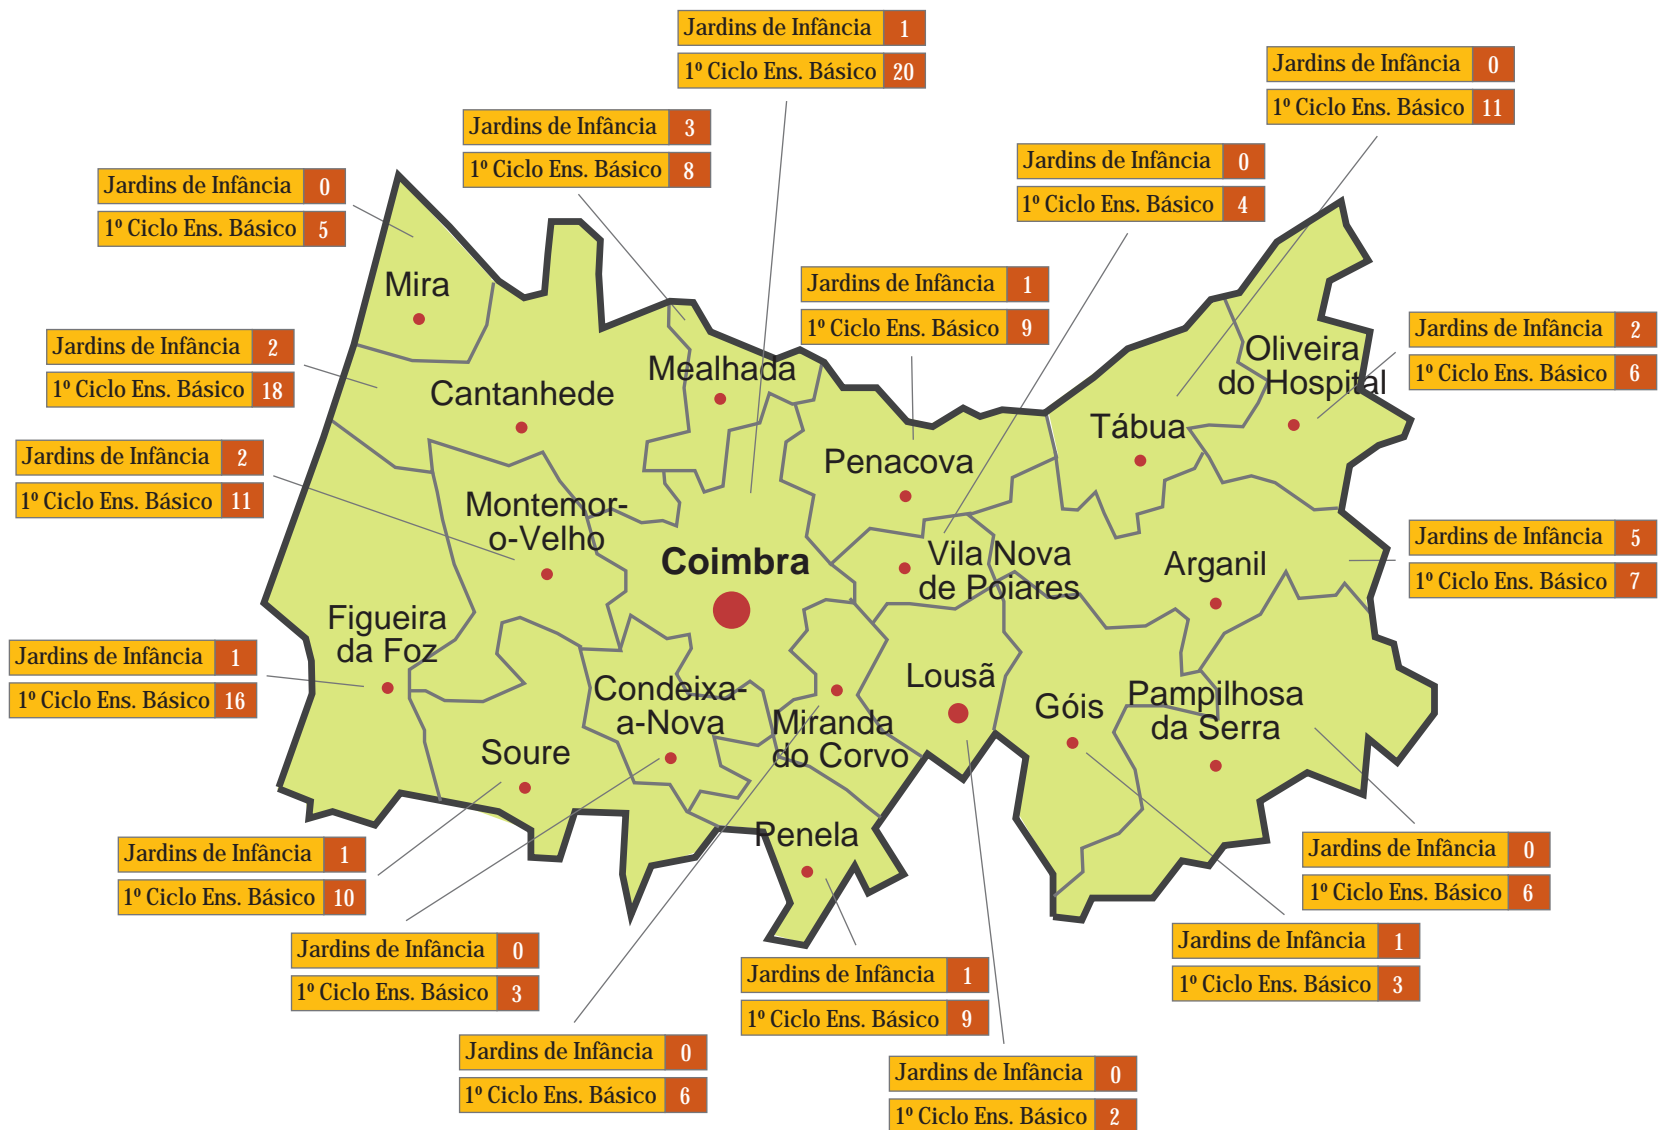 Jardins de Infância 1
1º Ciclo Ens. Básico 20
Jardins de Infância 0
1º Ciclo Ens. Básico 11
Jardins de Infância 3
1º Ciclo Ens. Básico 8
Jardins de Infância 0
1º Ciclo Ens. Básico 4
Jardins de Infância 0
1º Ciclo Ens. Básico 5
Jardins de Infância 1
1º Ciclo Ens. Básico 9
Jardins de Infância 2
1º Ciclo Ens. Básico 6
Jardins de Infância 2
1º Ciclo Ens. Básico 18
Jardins de Infância 2
1º Ciclo Ens. Básico 11
Jardins de Infância 5
1º Ciclo Ens. Básico 7
Jardins de Infância 1
1º Ciclo Ens. Básico 16
Mira
Cantanhede
Mealhada
Oliveira
do Hospital
Tábua
Penacova
Montemor-
o-Velho
Coimbra
Vila Nova
de Poiares
Arganil
Figueira
da Foz
Condeixa-
a-Nova
Miranda
do Corvo
Lousã
Góis
Pampilhosa
da Serra
Soure
Penela
Jardins de Infância 1
1º Ciclo Ens. Básico 10
Jardins de Infância 0
1º Ciclo Ens. Básico 6
Jardins de Infância 0
1º Ciclo Ens. Básico 3
Jardins de Infância 1
1º Ciclo Ens. Básico 3
Jardins de Infância 1
1º Ciclo Ens. Básico 9
Jardins de Infância 0
1º Ciclo Ens. Básico 6
Jardins de Infância 0
1º Ciclo Ens. Básico 2